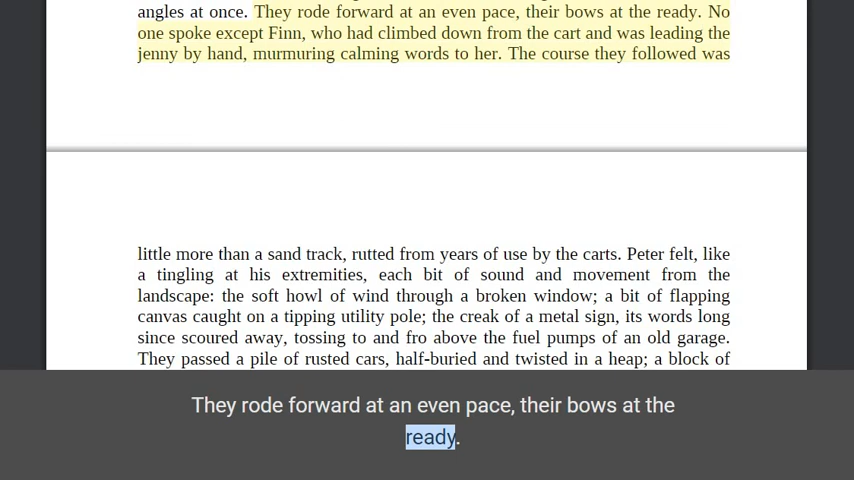 angles at once. They rode forward at an even pace, their bows at the ready. No
one spoke except Finn, who had climbed down from the cart and was leading the
jenny by hand, murmuring calming words to her. The course they followed was
little more than a sand track, rutted from years of use by the carts. Peter felt, like
a tingling at his extremities, each bit of sound and movement from the
landscape: the soft howl of wind through a broken window; a bit of flapping
canvas caught on a tipping utility pole; the creak of a metal sign, its words long
since scoured away, tossing to and fro above the fuel pumps of an old garage.
They passed a pile of rusted cars, half-buried and twisted in a heap; a block of
They rode forward at an even pace, their bows at the
ready.